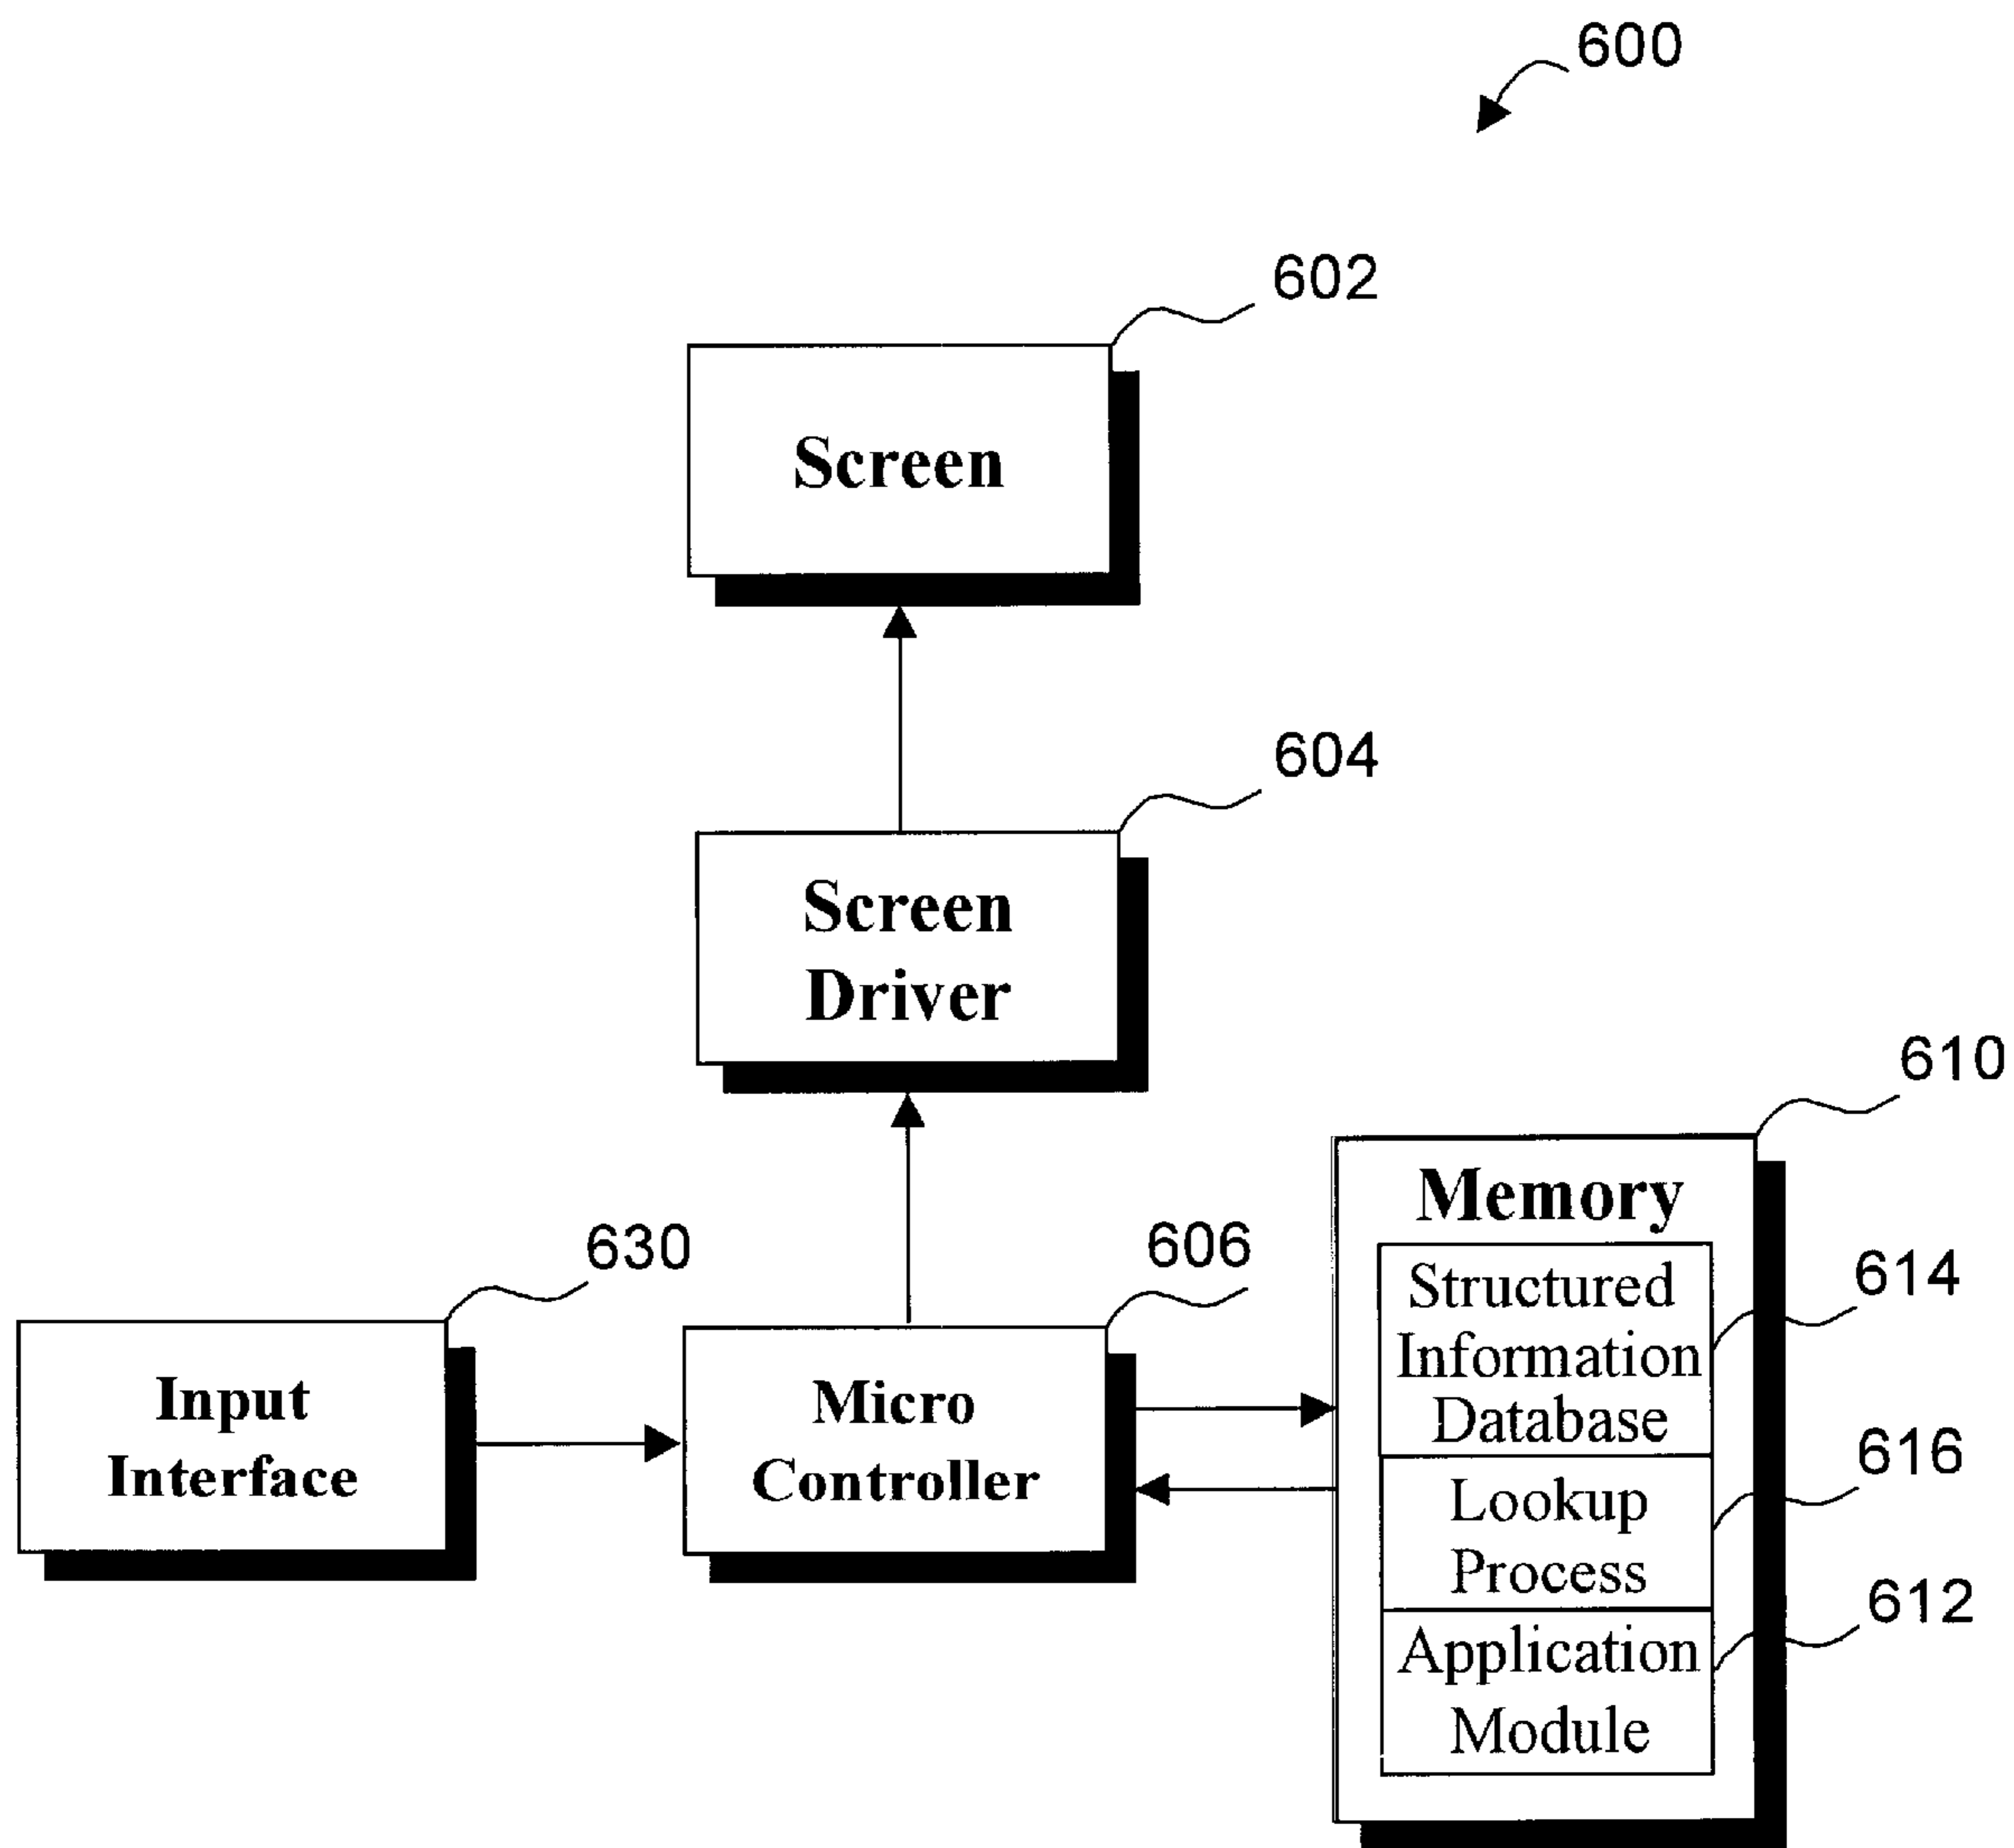 600
602
Screen
604
Screen
Driver
610
Memory
630
606
614
Structured
Information
Database
Input
Interface
Micro
Controller
616
Lookup
Process
612
Application
Module